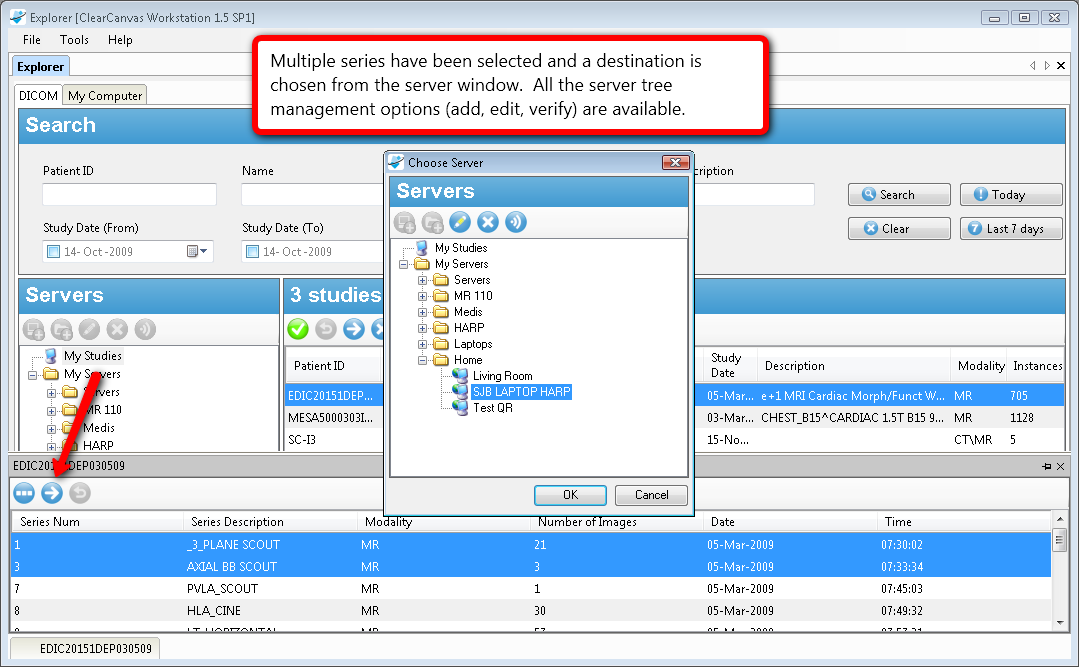 Explorer [ClearCanvas Workstation 1.5 SP1]
File Tools Help
Explorer
Multiple series have been selected and a destination is
chosen from the server window. All the server tree
management options (add, edit, verify) are available.
DICOM My Computer
Search
Patient ID Name
Study Date (From) Study Date (To)
14- Oct -2009 14- Oct -2009
Search Today
Clear Last 7 days
Choose Server
Servers
My Studies
My Servers
Servers
MR 110
Medis
HARP
Laptops
Home
Living Room
SJB LAPTOP HARP
Test QR
OK Cancel
Servers
My Studies
My Servers
MR 110
Medis
HARP
3 studies
Patient ID Study Date Description Modality Instances
EDIC20151DEP... 05-Mar... e+1 MRI Cardiac Morph/Funct W... MR 705
MESA5000303I... 03-Mar... CHEST_B15^CARDIAC 1.5T B15 9... MR 1128
SC-I3 15-No... CT\MR 5
Series Num Series Description Modality Number of Images Date Time
1 _3_PLANE SCOUT MR 21 05-Mar-2009 07:30:02
3 AXIAL BB SCOUT MR 3 05-Mar-2009 07:33:34
7 PVLA_SCOUT MR 1 05-Mar-2009 07:45:03
8 HLA_CINE MR 30 05-Mar-2009 07:49:32
EDIC20151DEP030509